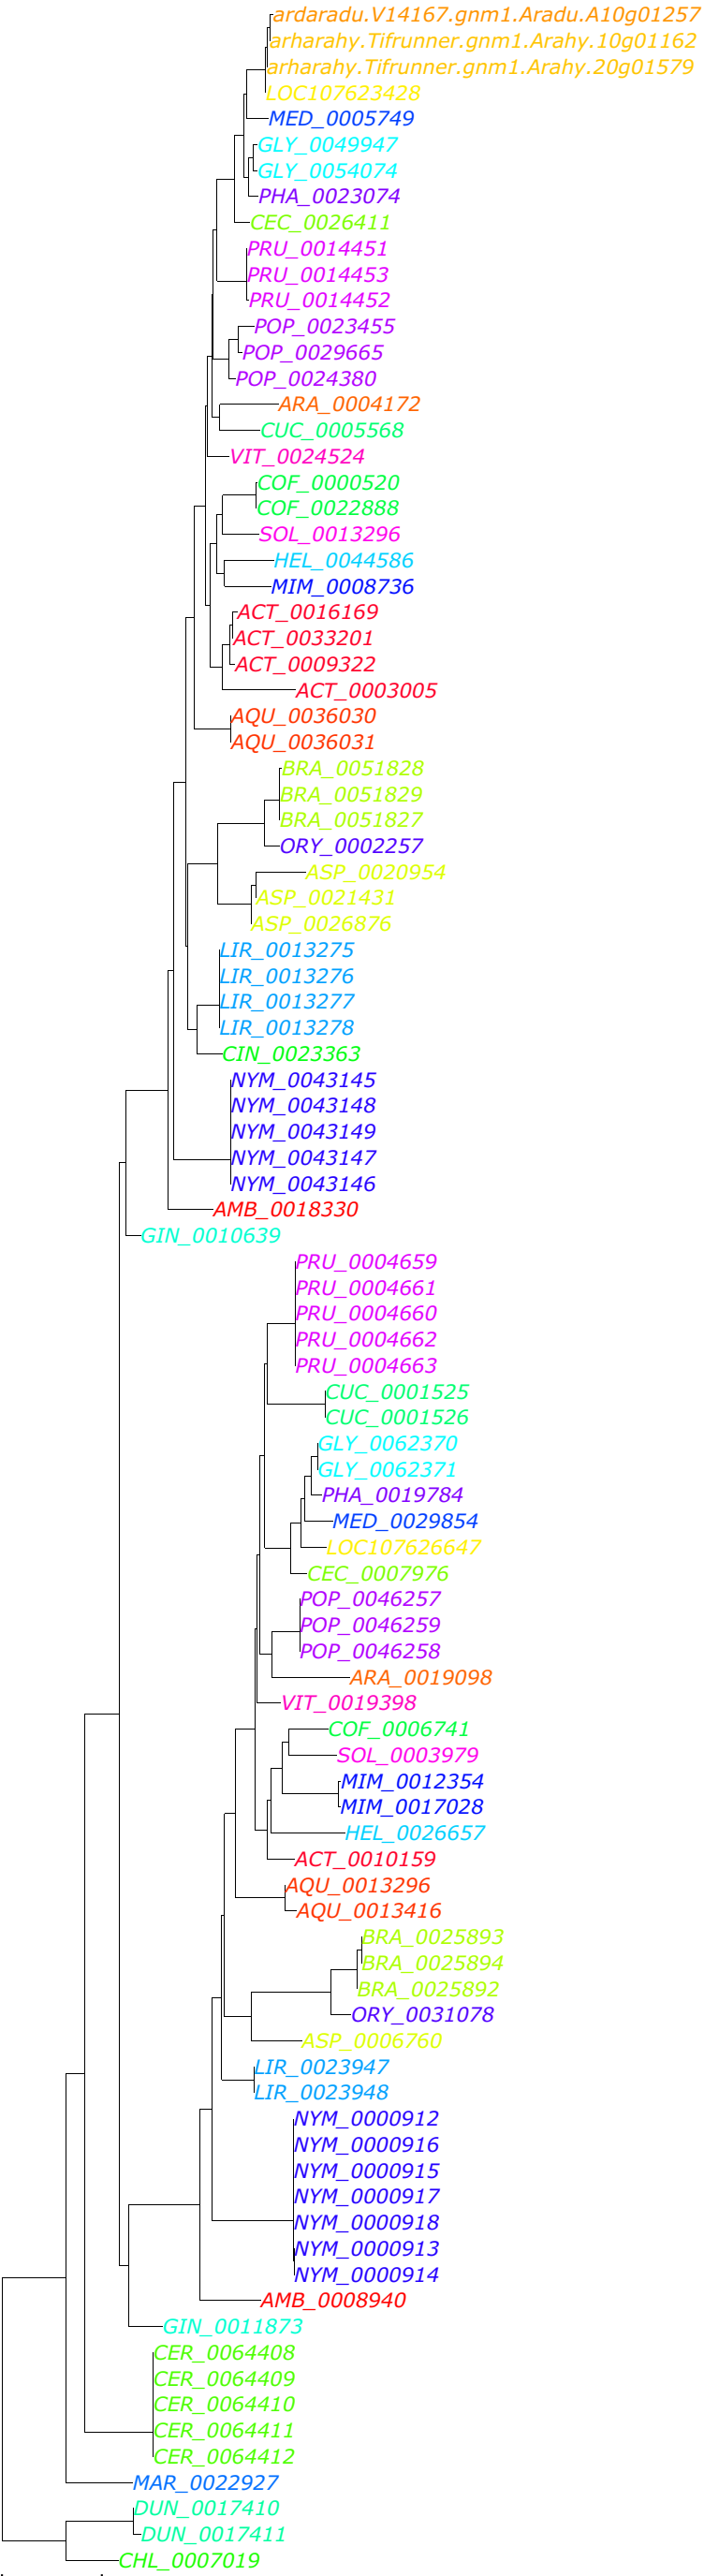 ardaradu.V14167.gnm1.Aradu.A10g01257
arharahy.Tifrunner.gnm1.Arahy.10g01162
arharahy.Tifrunner.gnm1.Arahy.20g01579
LOC107623428
MED_0005749
GLY_0049947
GLY_0054074
PHA_0023074
CEC_0026411
PRU_0014451
PRU_0014453
PRU_0014452
POP_0023455
POP_0029665
POP_0024380
ARA_0004172
CUC_0005568
VIT_0024524
COF_0000520
COF_0022888
SOL_0013296
HEL_0044586
MIM_0008736
ACT_0016169
ACT_0033201
ACT_0009322
ACT_0003005
AQU_0036030
AQU_0036031
BRA_0051828
BRA_0051829
BRA_0051827
ORY_0002257
ASP_0020954
ASP_0021431
ASP_0026876
LIR_0013275
LIR_0013276
LIR_0013277
LIR_0013278
CIN_0023363
NYM_0043145
NYM_0043148
NYM_0043149
NYM_0043147
NYM_0043146
AMB_0018330
GIN_0010639
PRU_0004659
PRU_0004661
PRU_0004660
PRU_0004662
PRU_0004663
CUC_0001525
CUC_0001526
GLY_0062370
GLY_0062371
PHA_0019784
MED_0029854
LOC107626647
CEC_0007976
POP_0046257
POP_0046259
POP_0046258
ARA_0019098
VIT_0019398
COF_0006741
SOL_0003979
MIM_0012354
MIM_0017028
HEL_0026657
ACT_0010159
AQU_0013296
AQU_0013416
BRA_0025893
BRA_0025894
BRA_0025892
ORY_0031078
ASP_0006760
LIR_0023947
LIR_0023948
NYM_0000912
NYM_0000916
NYM_0000915
NYM_0000917
NYM_0000918
NYM_0000913
NYM_0000914
AMB_0008940
GIN_0011873
CER_0064408
CER_0064409
CER_0064410
CER_0064411
CER_0064412
MAR_0022927
DUN_0017410
DUN_0017411
CHL_0007019